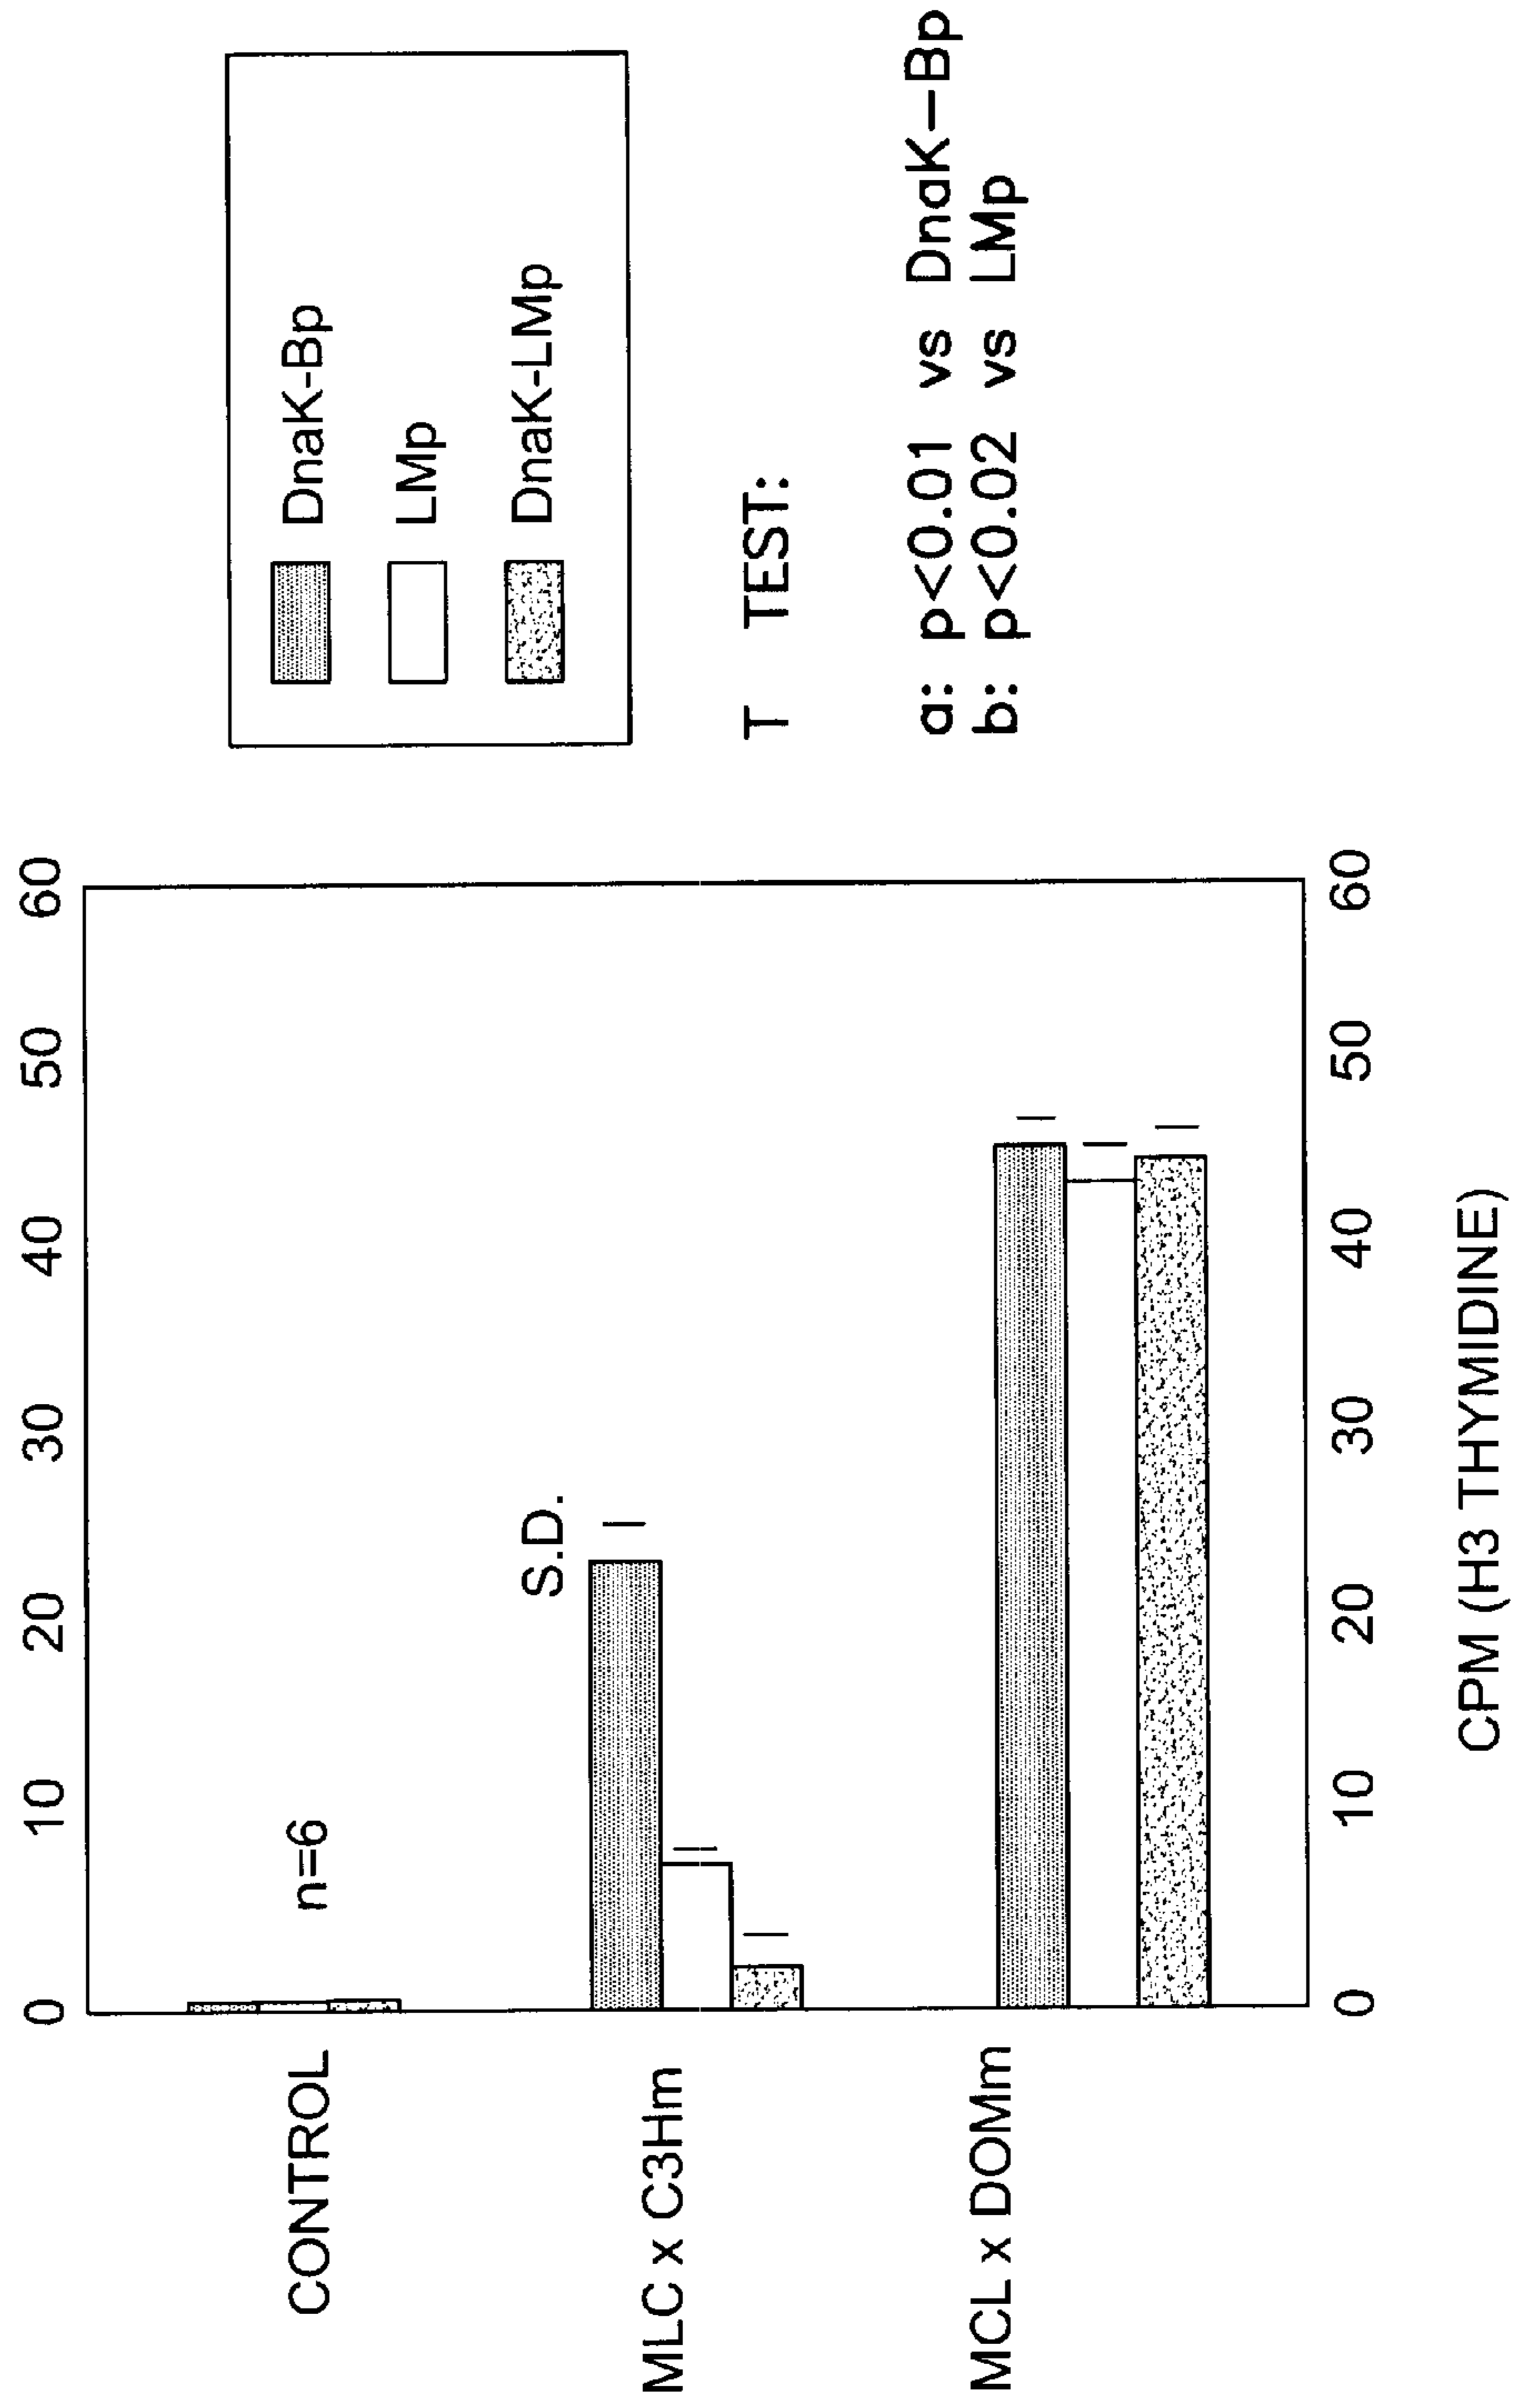 60
50
40
30
20
10
0
n=6
S.D.
CONTROL
MLC x C3Hm
MCL x DOMm
60
50
40
30
20
10
0
CPM (H3 THYMIDINE)
DnaK-Bp
LMp
DnaK-LMp
T TEST:
a: p<0.01 vs DnaK-Bp
b: p<0.02 vs LMp